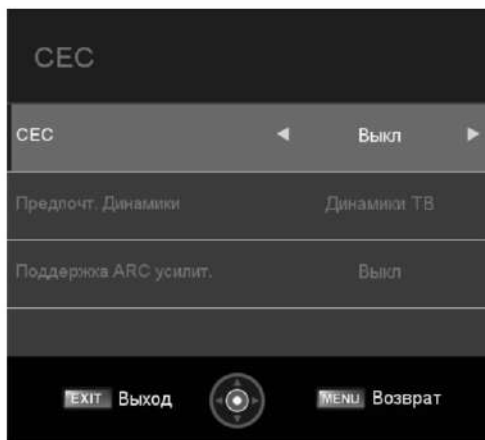 CEC
CEC Выкл
Предпочт. Динамики Динамики ТВ
Поддержка ARC усилит. Выкл
EXIT Выход MENU Возврат